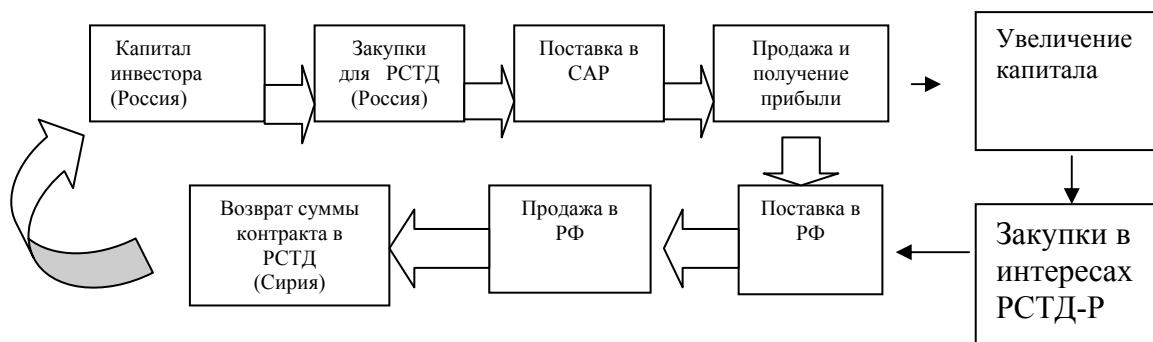 Капитал
инвестора
(Россия)
Закупки
для РСТД
(Россия)
Поставка в
САР
Продажа и
получение
прибыли
Увеличение
капитала
Возврат суммы
контракта в
РСТД
(Сирия)
Продажа в
РФ
Поставка в
РФ
Закупки в
интересах
РСТД-Р